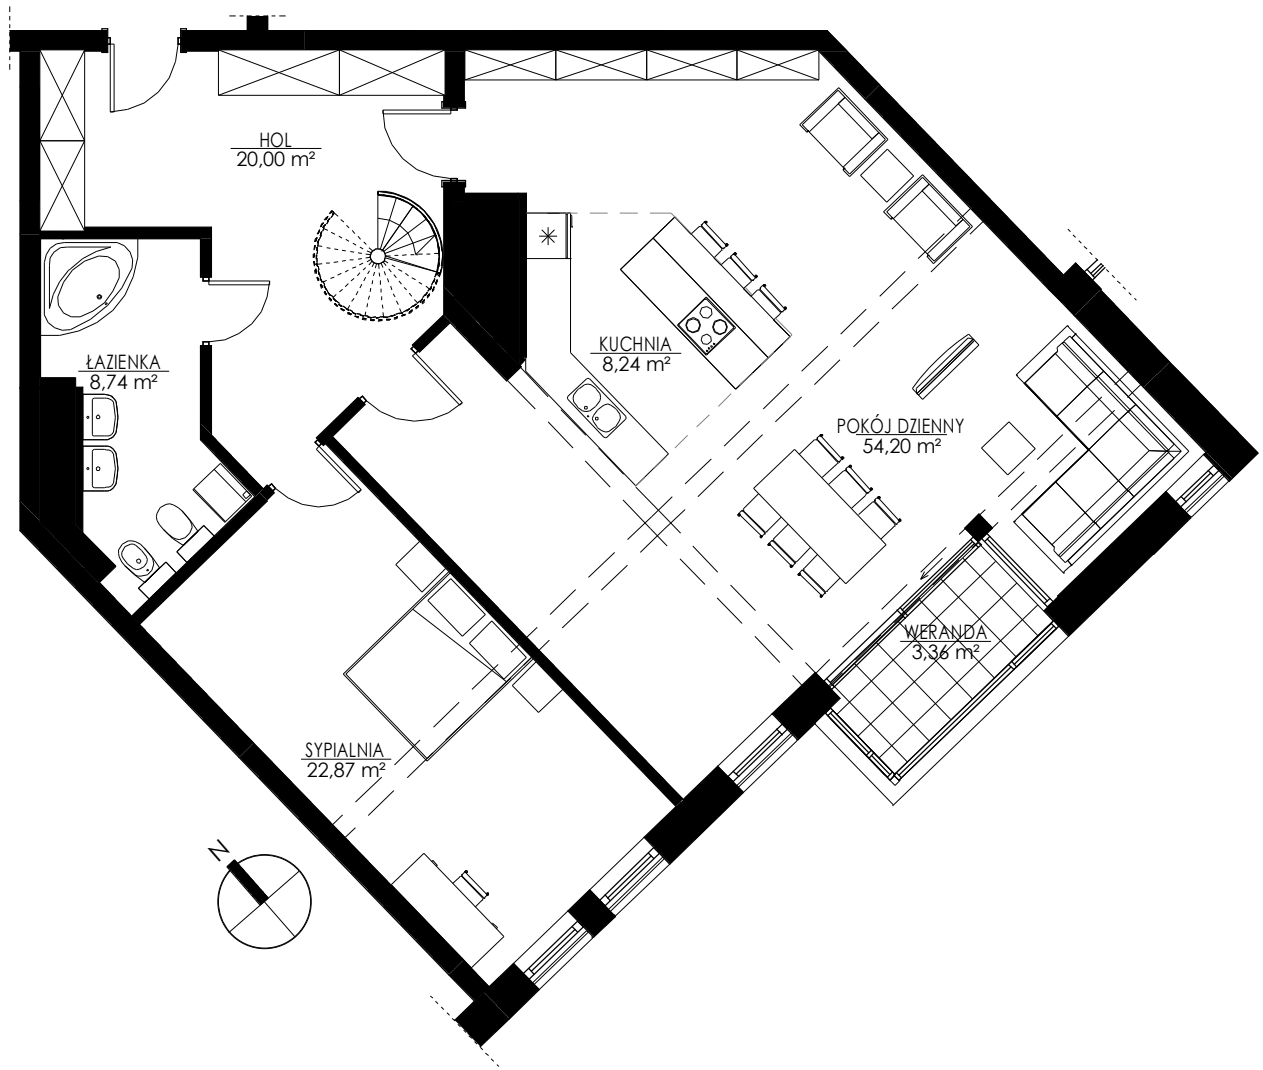 HOL
20,00 m²
ŁAZIENKA
8,74 m²
KUCHNIA
8,24 m²
POKÓJ DZIENNY
54,20 m²
WERANDA
3,36 m²
SYPIALNIA
22,87 m²
N